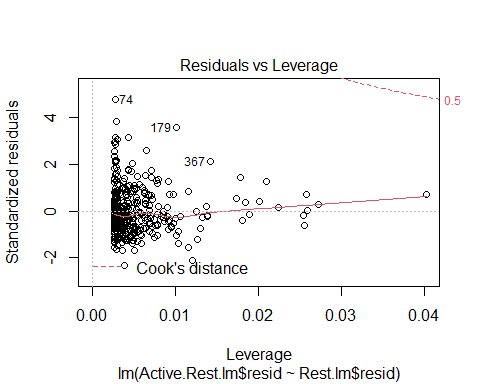 Residuals vs Leverage
Standardized residuals
4
2
0
-2
74
179
367
0.5
Cook's distance
0.00
0.01
0.02
0.03
0.04
Leverage
lm(Active.Rest.lm$resid ~ Rest.lm$resid)